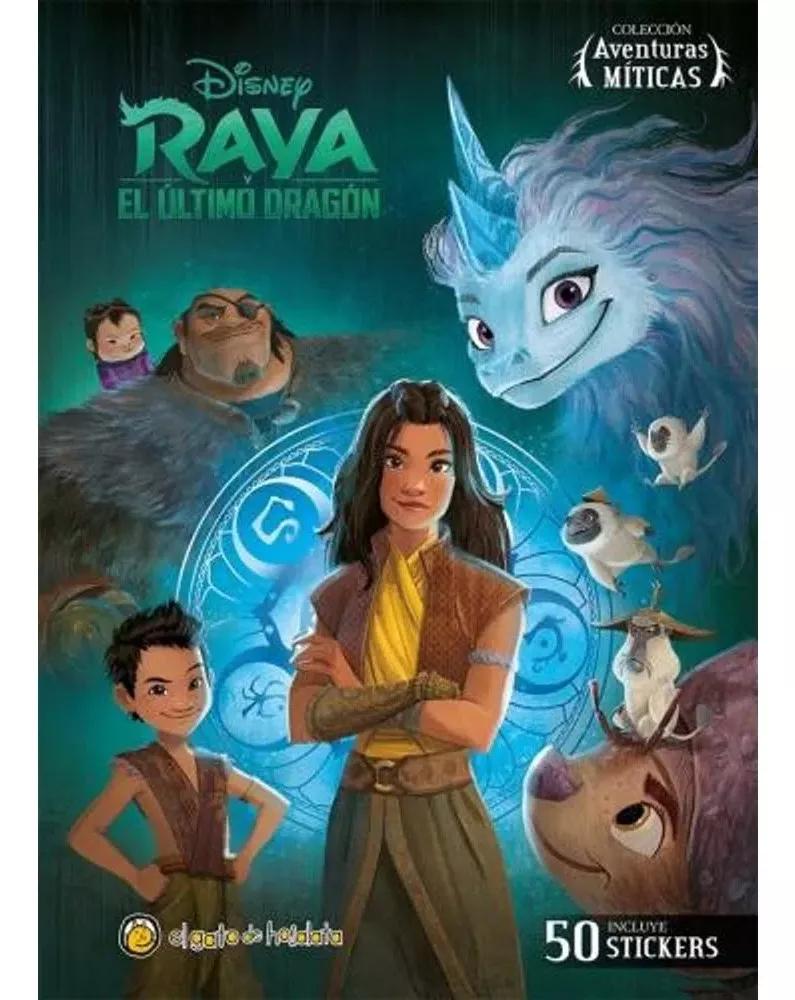 COLECCIÓN
Aventuras
MÍTICAS
Disney
RAYA
Y
EL ÚLTIMO DRAGÓN
el gato de hojalata
INCLUYE
50 STICKERS